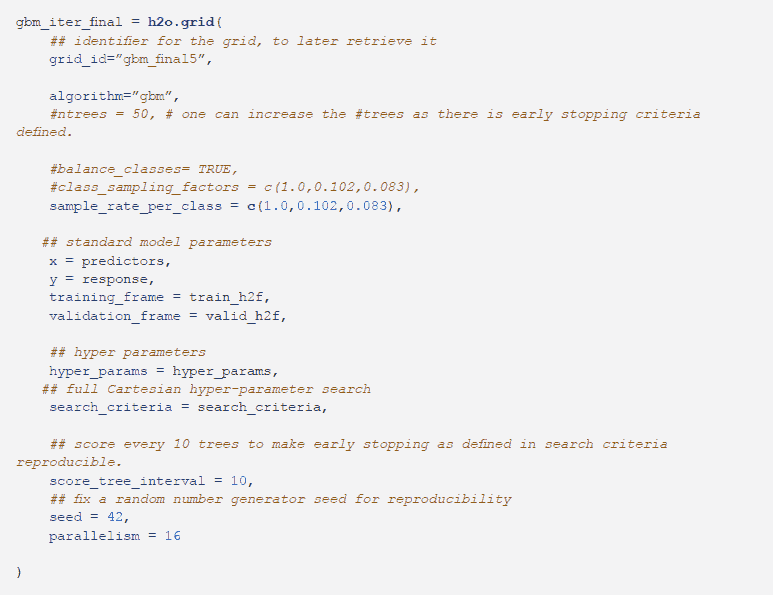 gbm_iter_final = h2o.grid(
## identifier for the grid, to later retrieve it
grid_id=”gbm_final5”,
algorithm=”gbm”,
#ntrees = 50, # one can increase the #trees as there is early stopping criteria
defined.
#balance_classes= TRUE,
#class_sampling_factors = c(1.0,0.102,0.083),
sample_rate_per_class = c(1.0,0.102,0.083),
## standard model parameters
x = predictors,
y = response,
training_frame = train_h2f,
validation_frame = valid_h2f,
## hyper parameters
hyper_params = hyper_params,
## full Cartesian hyper-parameter search
search_criteria = search_criteria,
## score every 10 trees to make early stopping as defined in search criteria
reproducible.
score_tree_interval = 10,
## fix a random number generator seed for reproducibility
seed = 42,
parallelism = 16
)